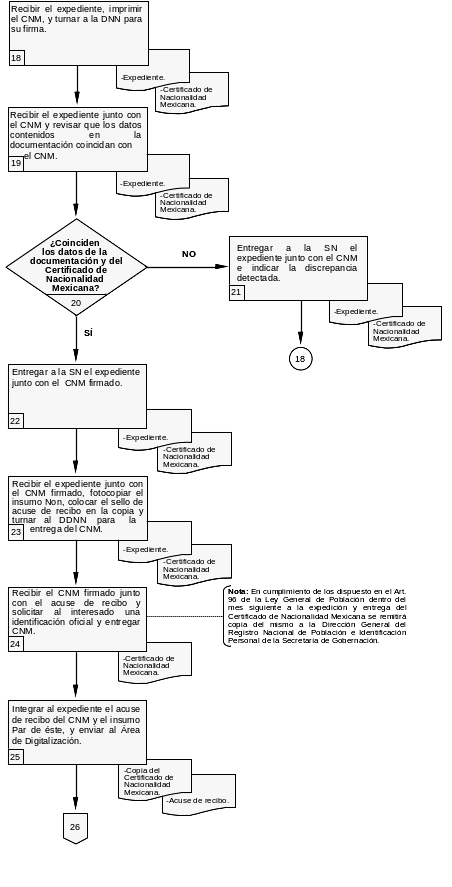 Recibir el expediente, imprimir
el CNM, y turnar a la DNN para
su firma.
18
-Expediente.
-Certificado de
Nacionalidad
Mexicana.
Recibir el expediente junto con
el CNM y revisar que los datos
contenidos en la
documentación coincidan con
el CNM.
19
-Expediente.
-Certificado de
Nacionalidad
Mexicana.
¿Coinciden
los datos de la
documentación y del
Certificado de
Nacionalidad
Mexicana?
20
NO
SÍ
Entregar a la SN el
expediente junto con el CNM
e indicar la discrepancia
detectada.
21
-Expediente.
-Certificado de
Nacionalidad
Mexicana.
18
Entregar a la SN el expediente
junto con el CNM firmado.
22
-Expediente.
-Certificado de
Nacionalidad
Mexicana.
Recibir el expediente junto con
el CNM firmado, fotocopiar el
insumo Non, colocar el sello de
acuse de recibo en la copia y
turnar al DDNN para la
entrega del CNM.
23
-Expediente.
-Certificado de
Nacionalidad
Mexicana.
Recibir el CNM firmado junto
con el acuse de recibo y
solicitar al interesado una
identificación oficial y entregar
CNM.
24
-Certificado de
Nacionalidad
Mexicana.
Nota: En cumplimiento de los dispuesto en el Art.
96 de la Ley General de Población dentro del
mes siguiente a la expedición y entrega del
Certificado de Nacionalidad Mexicana se remitirá
copia del mismo a la Dirección General del
Registro Nacional de Población e Identificación
Personal de la Secretaría de Gobernación.
Integrar al expediente el acuse
de recibo del CNM y el insumo
Par de éste, y enviar al Área
de Digitalización.
25
-Copia del
Certificado de
Nacionalidad
Mexicana.
-Acuse de recibo.
26